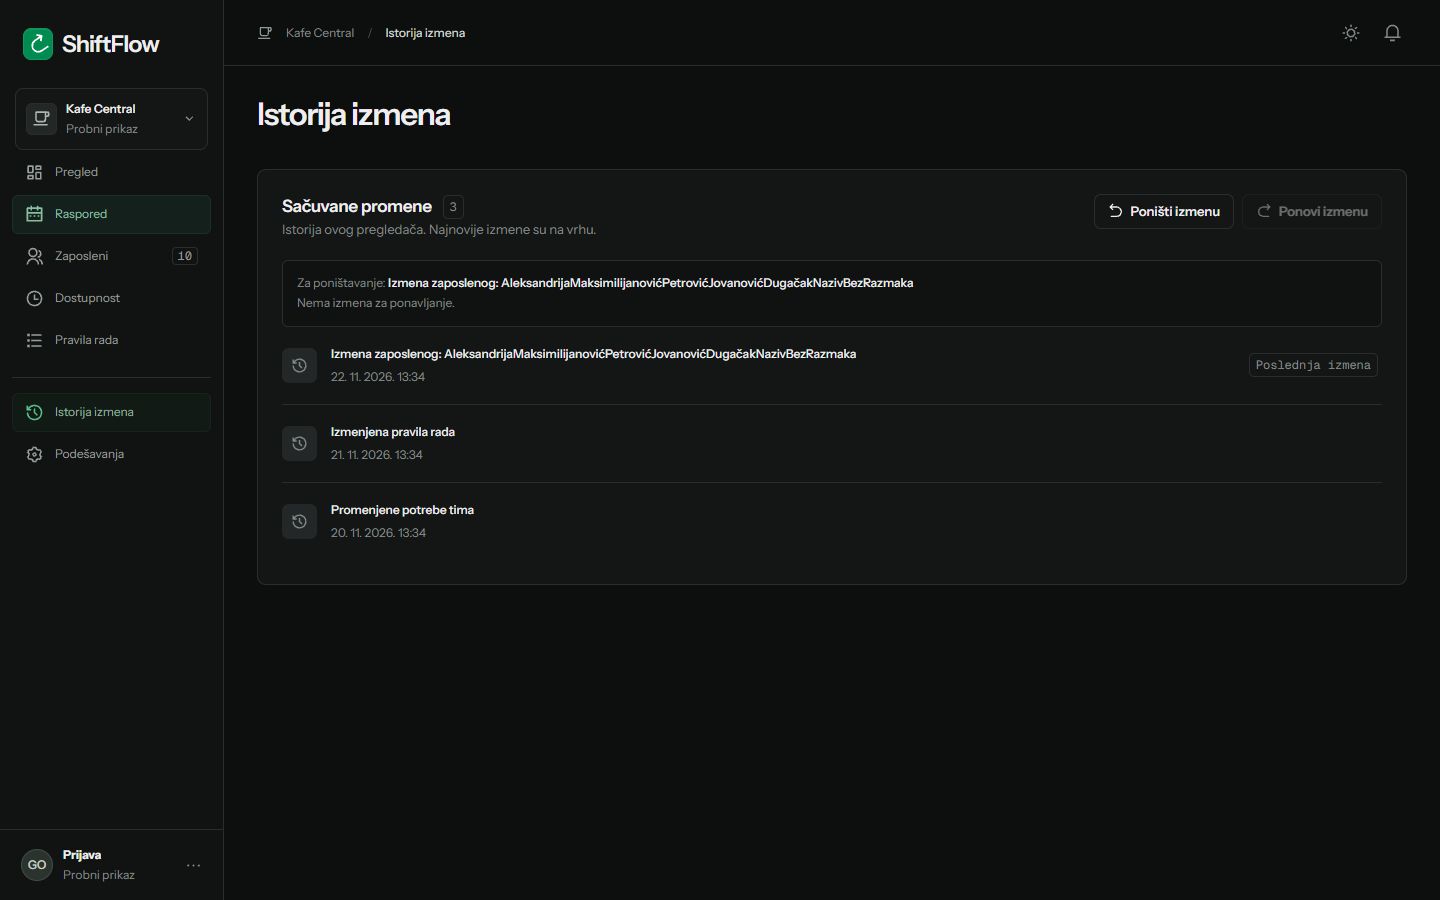 ShiftFlow
Kafe Central
Probni prikaz
Pregled
Raspored
Zaposleni 10
Dostupnost
Pravila rada
Istorija izmena
Podešavanja
GO
Prijava
Probni prikaz
Kafe Central / Istorija izmena
Istorija izmena
Sačuvane promene 3
Istorija ovog pregledača. Najnovije izmene su na vrhu.
Poništi izmenu
Ponovi izmenu
Za poništavanje: Izmena zaposlenog: AleksandrijaMaksimilijanovićPetrovićJovanovićDugačakNazivBezRazmaka
Nema izmena za ponavljanje.
Izmena zaposlenog: AleksandrijaMaksimilijanovićPetrovićJovanovićDugačakNazivBezRazmaka
22. 11. 2026. 13:34
Poslednja izmena
Izmenjena pravila rada
21. 11. 2026. 13:34
Promenjene potrebe tima
20. 11. 2026. 13:34